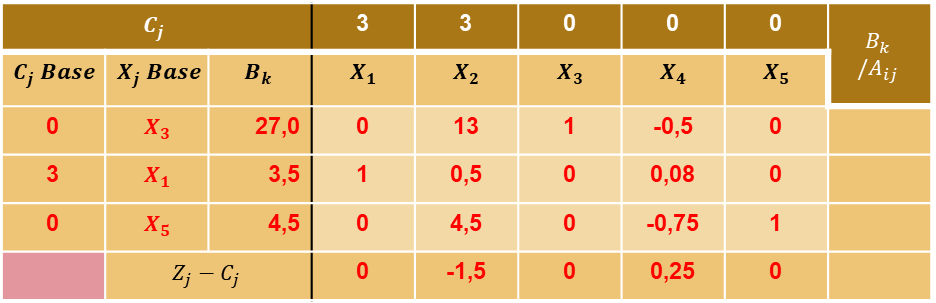 C_j 3 3 0 0 0 B_k /A_ij
C_j Base X_j Base B_k X_1 X_2 X_3 X_4 X_5
0 X_3 27,0 0 13 1 -0,5 0
3 X_1 3,5 1 0,5 0 0,08 0
0 X_5 4,5 0 4,5 0 -0,75 1
Z_j − C_j 0 -1,5 0 0,25 0